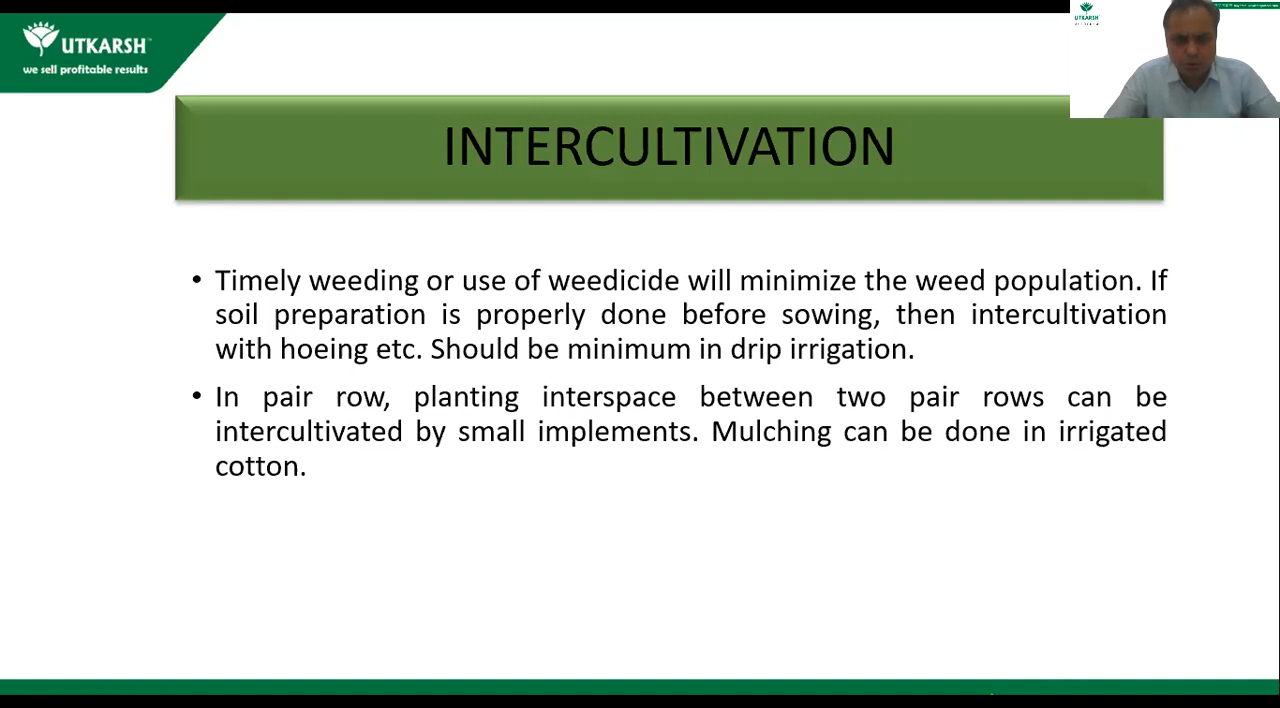 UTKARSH
we sell profitable results
UTKARSH
INTERCULTIVATION
• Timely weeding or use of weedicide will minimize the weed population. If
soil preparation is properly done before sowing, then intercultivation
with hoeing etc. Should be minimum in drip irrigation.
• In pair row, planting interspace between two pair rows can be
intercultivated by small implements. Mulching can be done in irrigated
cotton.